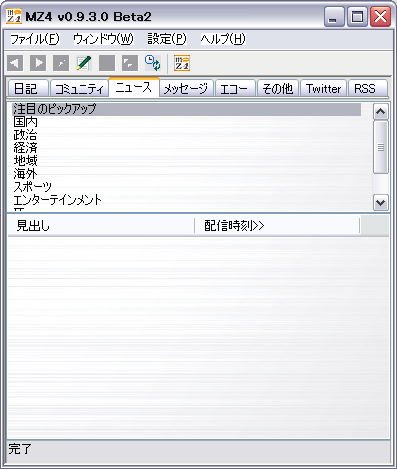 MZ4 v0.9.3.0 Beta2
ファイル(F) ウィンドウ(W) 設定(P) ヘルプ(H)
日記 コミュニティ ニュース メッセージ エコー その他 Twitter RSS
注目のピックアップ
国内
政治
経済
地域
海外
スポーツ
エンターテインメント
見出し 配信時刻>>
完了